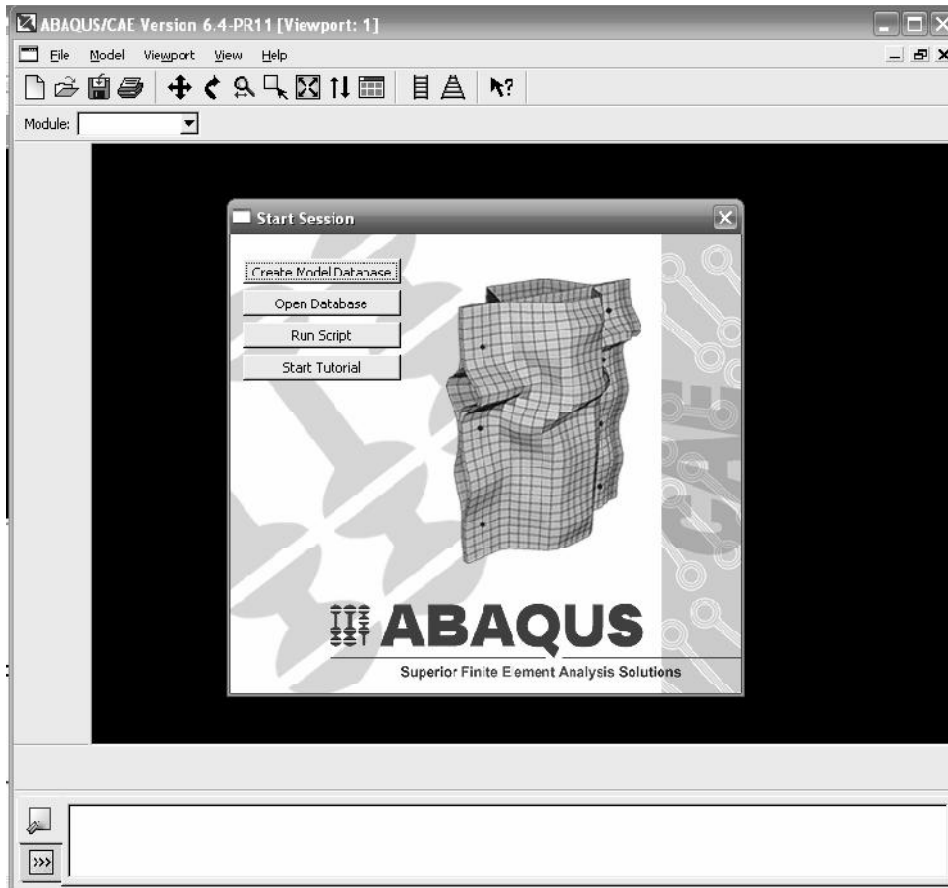 ABAQUS/CAE Version 6.4-PR11 [Viewport: 1]
File Model Viewport View Help
Module:
Start Session
Create Model Database
Open Database
Run Script
Start Tutorial
CAE
ABAQUS
Superior Finite Element Analysis Solutions
>>>